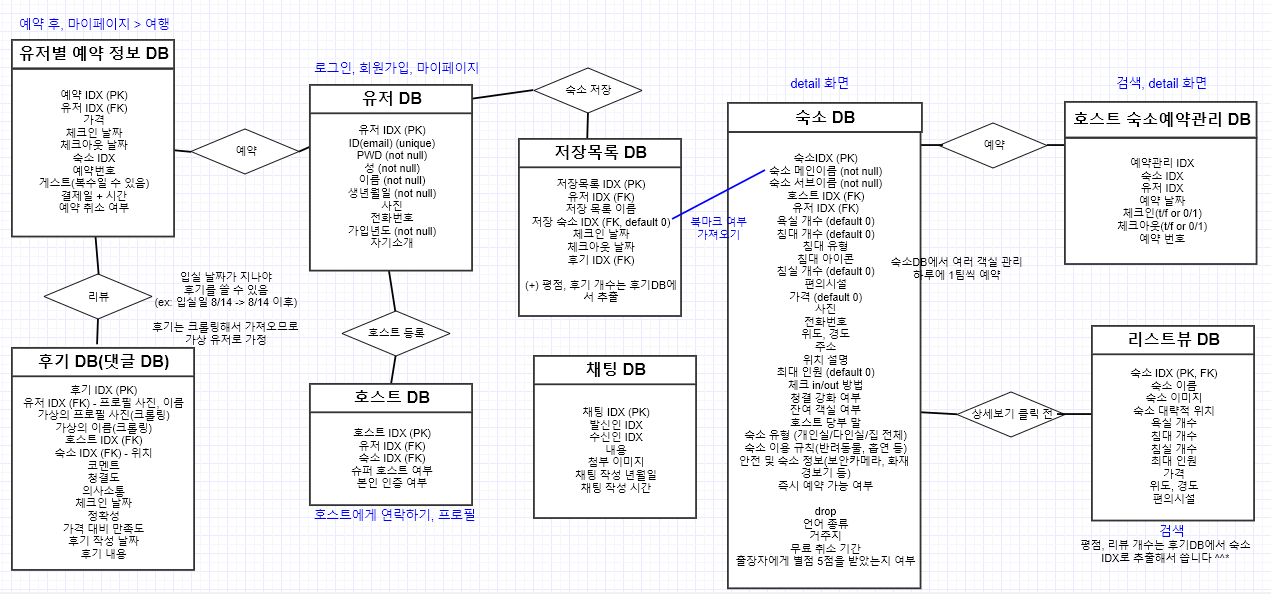 예약 후, 마이페이지 > 여행
유저별 예약 정보 DB
예약 IDX (PK)
유저 IDX (FK)
가격
체크인 날짜
체크아웃 날짜
숙소 IDX
예약번호
게스트(복수일 수 있음)
결제일 + 시간
예약 취소 여부
예약
리뷰
입실 날짜가 지나야
후기를 쓸 수 있음
(ex: 입실일 8/14 -> 8/14 이후)
후기는 크롤링해서 가져오므로
가상 유저로 가정
후기 DB(댓글 DB)
후기 IDX (PK)
유저 IDX (FK) - 프로필 사진, 이름
가상의 프로필 사진(크롤링)
가상의 이름(크롤링)
호스트 IDX (FK)
숙소 IDX (FK) - 위치
코멘트
청결도
의사소통
체크인 날짜
정확성
가격 대비 만족도
후기 작성 날짜
후기 내용
로그인, 회원가입, 마이페이지
유저 DB
유저 IDX (PK)
ID(email) (unique)
PWD (not null)
성 (not null)
이름 (not null)
생년월일 (not null)
사진
전화번호
가입년도 (not null)
자기소개
호스트 등록
호스트 DB
호스트 IDX (PK)
유저 IDX (FK)
숙소 IDX (FK)
슈퍼 호스트 여부
본인 인증 여부
호스트에게 연락하기, 프로필
숙소 저장
저장목록 DB
저장목록 IDX (PK)
유저 IDX (FK)
저장 목록 이름
저장 숙소 IDX (FK, default 0)
체크인 날짜
체크아웃 날짜
후기 IDX (FK)
(+) 평점, 후기 개수는 후기DB에
서 추출
북마크 여부
가져오기
채팅 DB
채팅 IDX (PK)
발신인 IDX
수신인 IDX
내용
첨부 이미지
채팅 작성 년월일
채팅 작성 시간
detail 화면
숙소 DB
숙소IDX (PK)
숙소 메인이름 (not null)
숙소 서브이름 (not null)
호스트 IDX (FK)
유저 IDX (FK)
욕실 개수 (default 0)
침대 개수 (default 0)
침대 유형
침대 아이콘
침실 개수 (default 0)
편의시설
가격 (default 0)
사진
전화번호
위도, 경도
주소
위치 설명
최대 인원 (default 0)
체크 in/out 방법
청결 강화 여부
잔여 객실 여부
호스트 당부 말
숙소 유형 (개인실/다인실/집 전체)
숙소 이용 규칙(반려동물, 흡연 등)
안전 및 숙소 정보(보안카메라, 화재
경보기 등)
즉시 예약 가능 여부
drop
언어 종류
거주지
무료 취소 기간
출장자에게 별점 5점을 받았는지 여부
예약
숙소DB에서 여러 객실 관리
하루에 1팀씩 예약
검색, detail 화면
호스트 숙소예약관리 DB
예약관리 IDX
숙소 IDX
유저 IDX
예약 날짜
체크인(t/f or 0/1)
체크아웃(t/f or 0/1)
예약 번호
상세보기 클릭 전
리스트뷰 DB
숙소 IDX (PK, FK)
숙소 이름
숙소 이미지
숙소 대략적 위치
욕실 개수
침대 개수
침실 개수
최대 인원
가격
위도, 경도
편의시설
검색
평점, 리뷰 개수는 후기DB에서 숙소
IDX로 추출해서 씁니다 ^^*